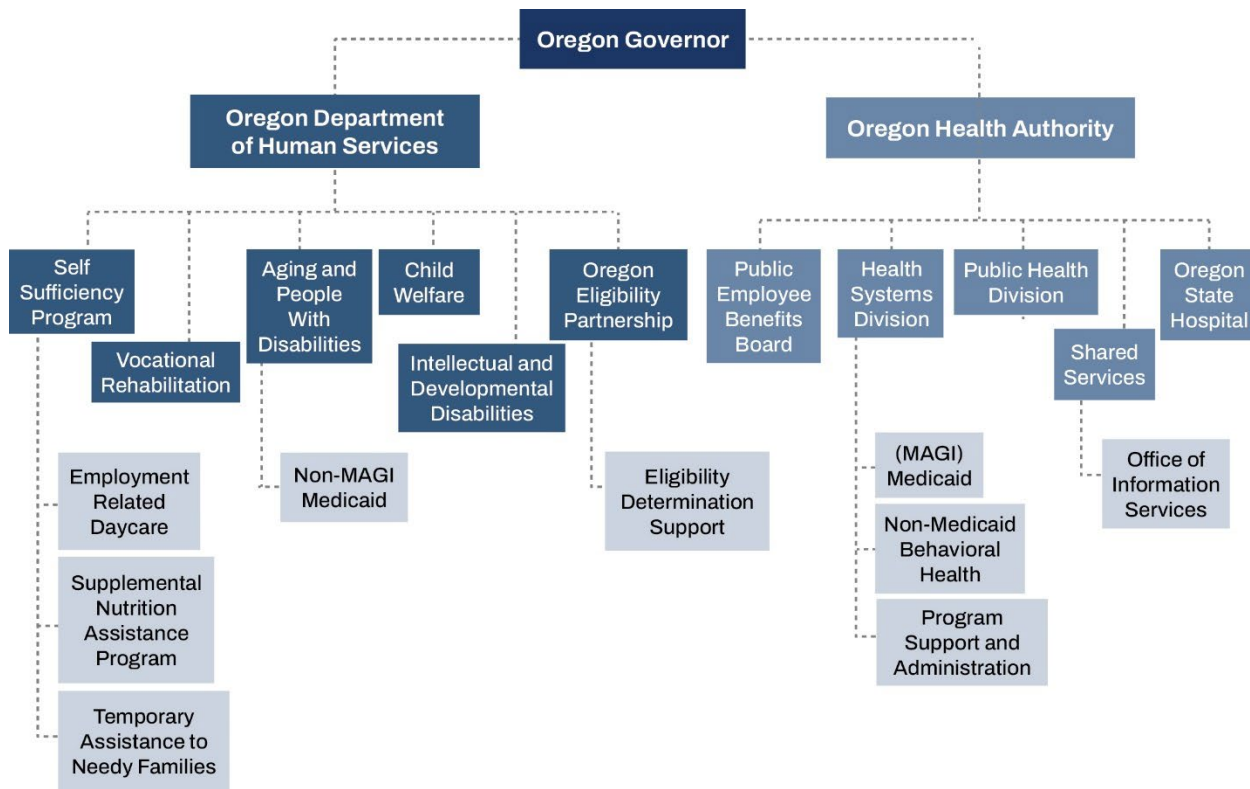 Oregon Governor
Oregon Department
of Human Services
Oregon Health Authority
Self
Sufficiency
Program
Vocational
Rehabilitation
Aging and
People
With
Disabilities
Child
Welfare
Intellectual and
Developmental
Disabilities
Oregon
Eligibility
Partnership
Public
Employee
Benefits
Board
Health
Systems
Division
Public Health
Division
Shared
Services
Oregon
State
Hospital
Employment
Related
Daycare
Supplemental
Nutrition
Assistance
Program
Temporary
Assistance to
Needy Families
Non-MAGI
Medicaid
Eligibility
Determination
Support
(MAGI)
Medicaid
Non-Medicaid
Behavioral
Health
Program
Support and
Administration
Office of
Information
Services